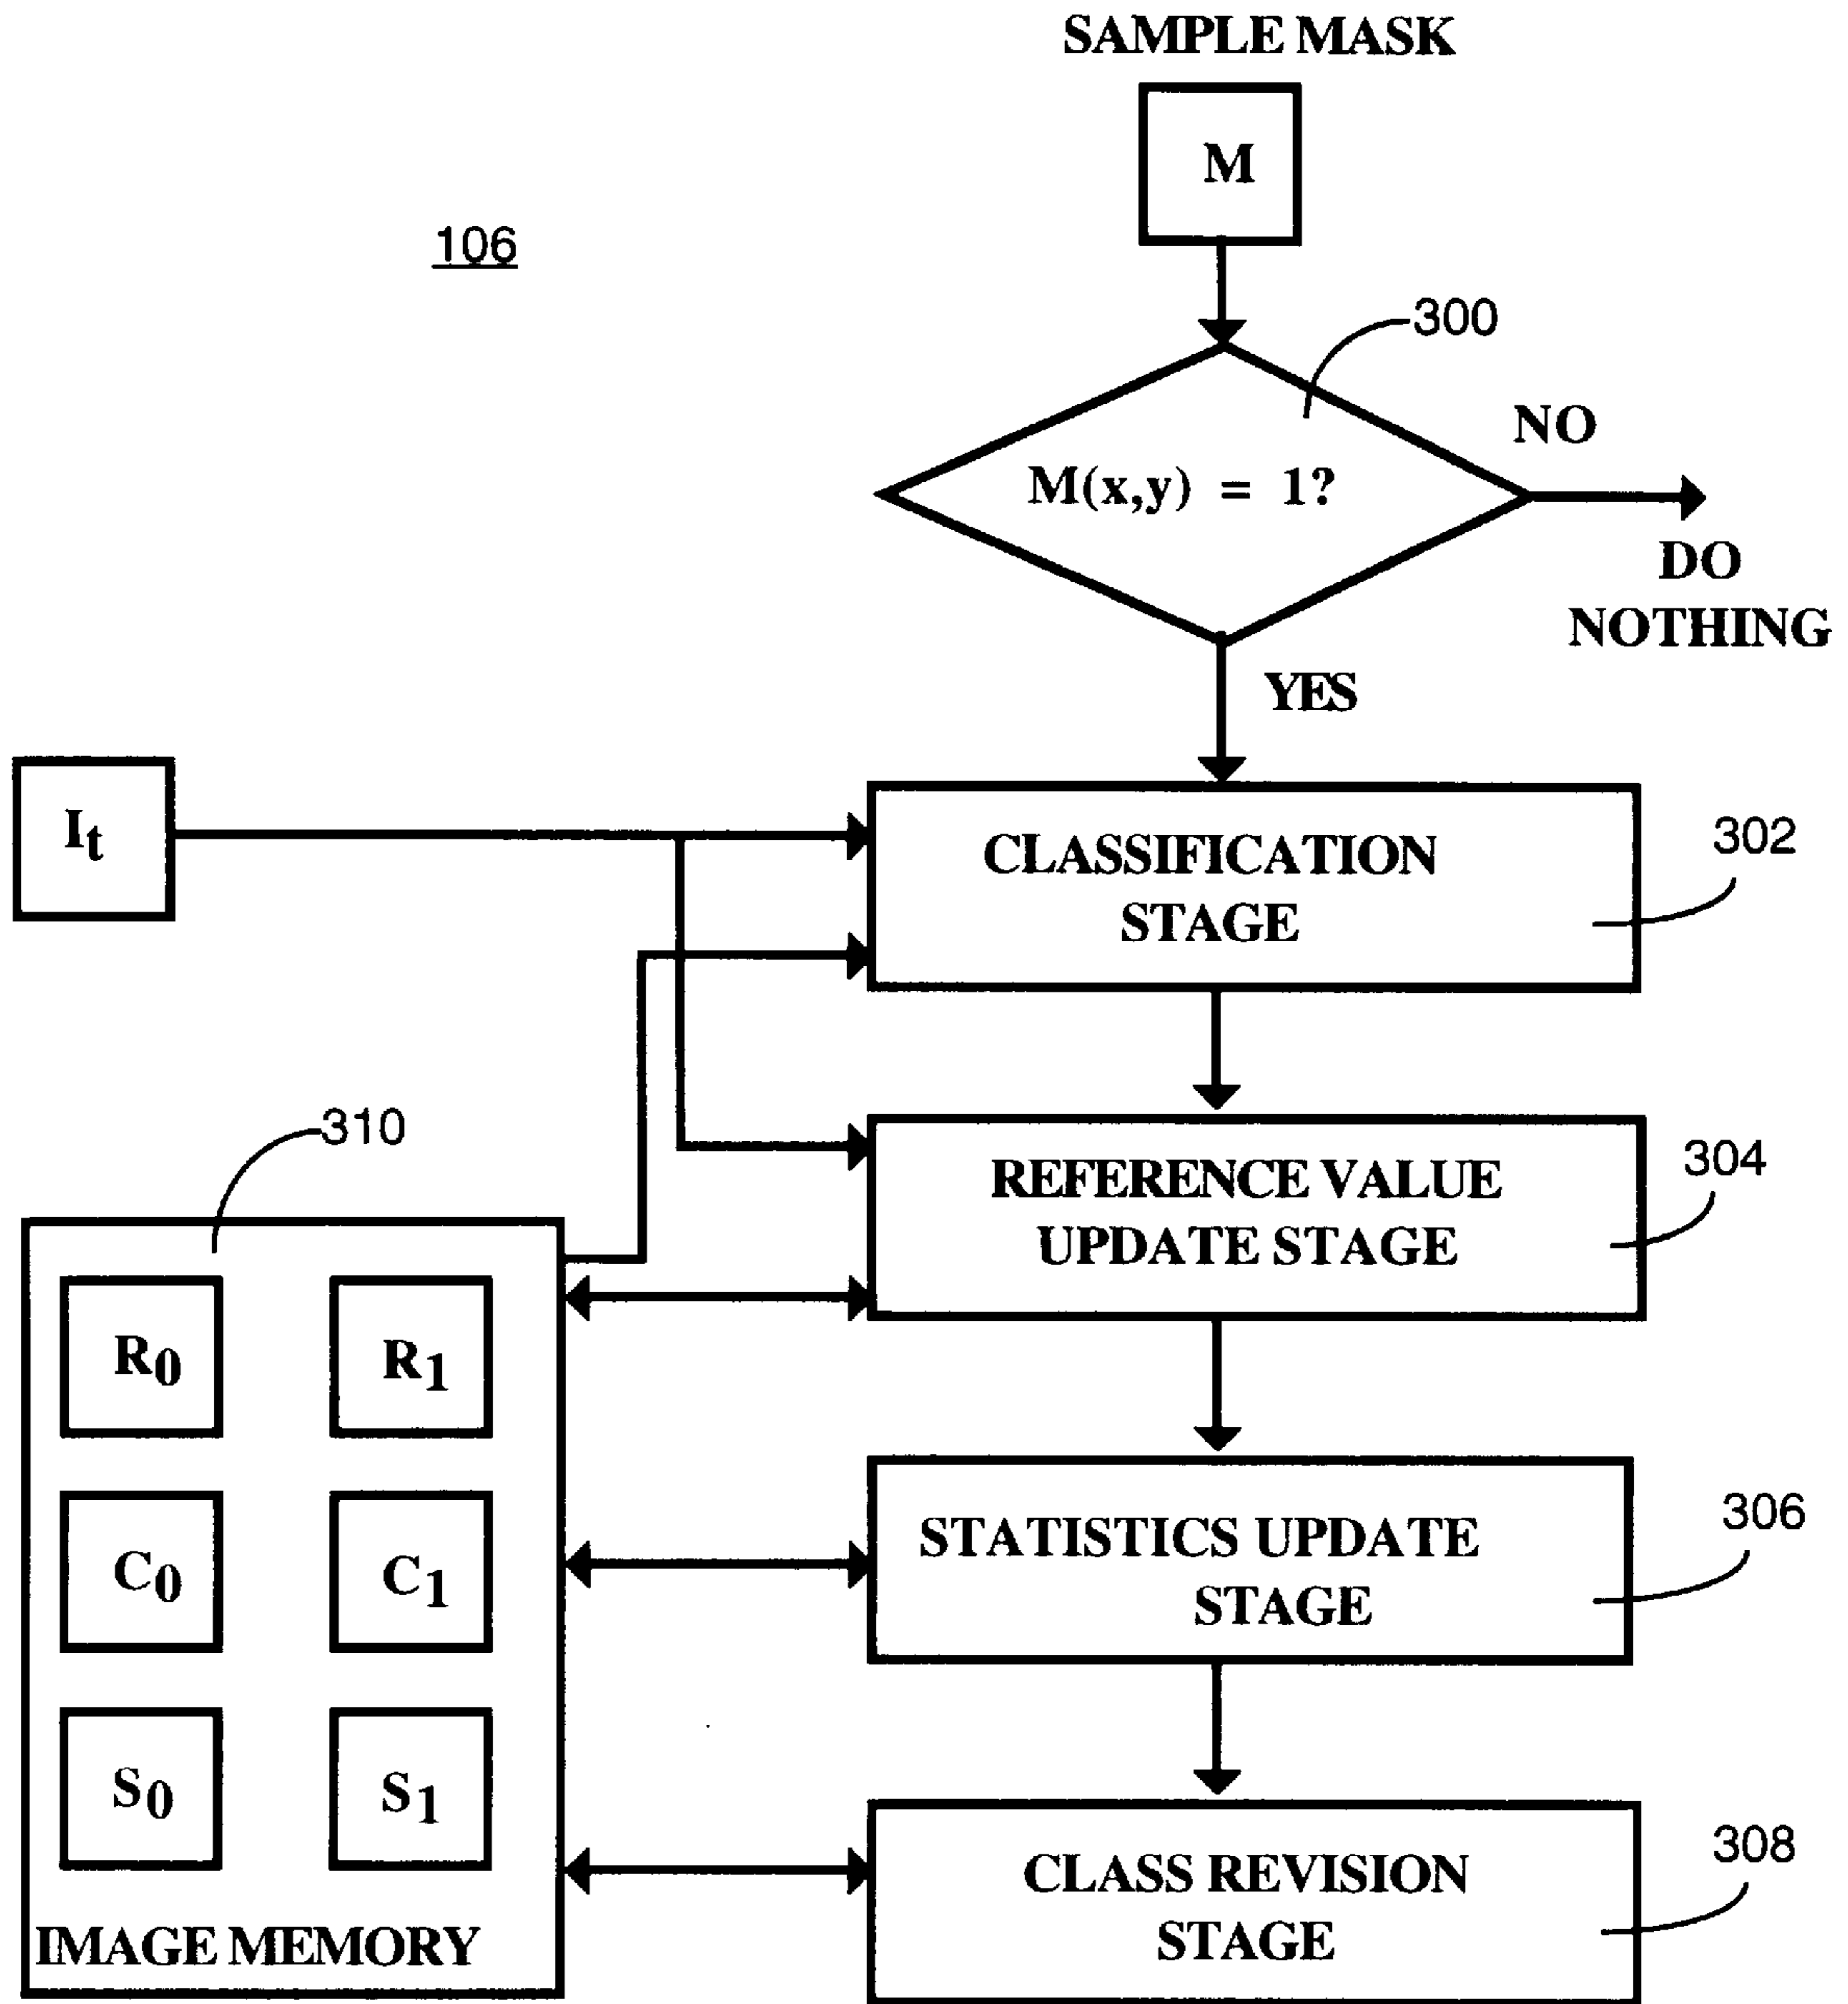 SAMPLE MASK
M
106
300
M(x,y) = 1?
NO
DO
NOTHING
YES
It
CLASSIFICATION
STAGE
302
310
REFERENCE VALUE
UPDATE STAGE
304
R0
R1
STATISTICS UPDATE
STAGE
306
C0
C1
S0
S1
CLASS REVISION
STAGE
308
IMAGE MEMORY